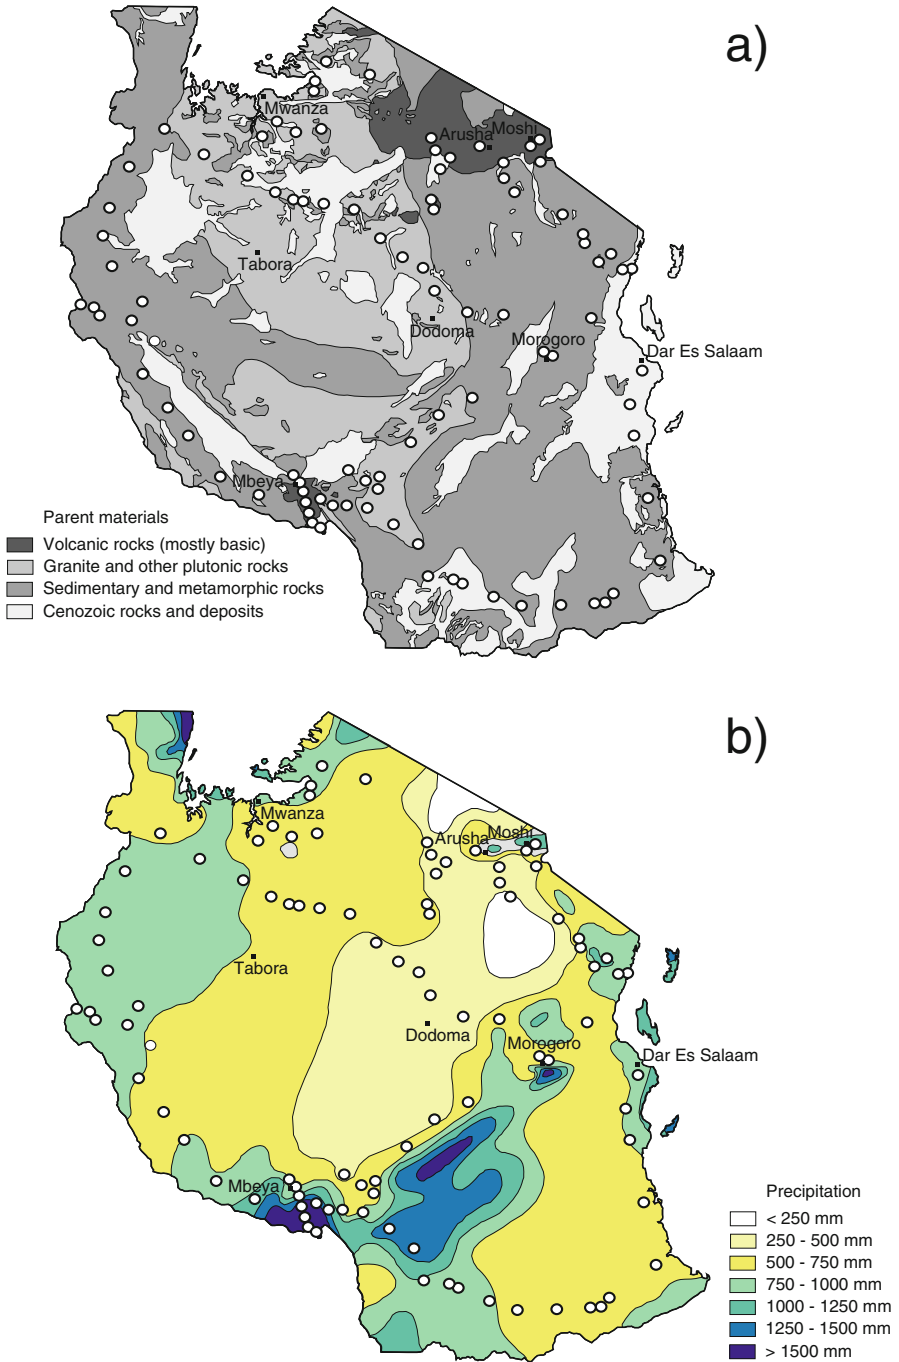 a)
Mwanza
Arusha
Moshi
Tabora
Dodoma
Morogoro
Dar Es Salaam
Mbeya
Parent materials
Volcanic rocks (mostly basic)
Granite and other plutonic rocks
Sedimentary and metamorphic rocks
Cenozoic rocks and deposits
b)
Mwanza
Arusha
Moshi
Tabora
Dodoma
Morogoro
Dar Es Salaam
Mbeya
Precipitation
< 250 mm
250 - 500 mm
500 - 750 mm
750 - 1000 mm
1000 - 1250 mm
1250 - 1500 mm
> 1500 mm